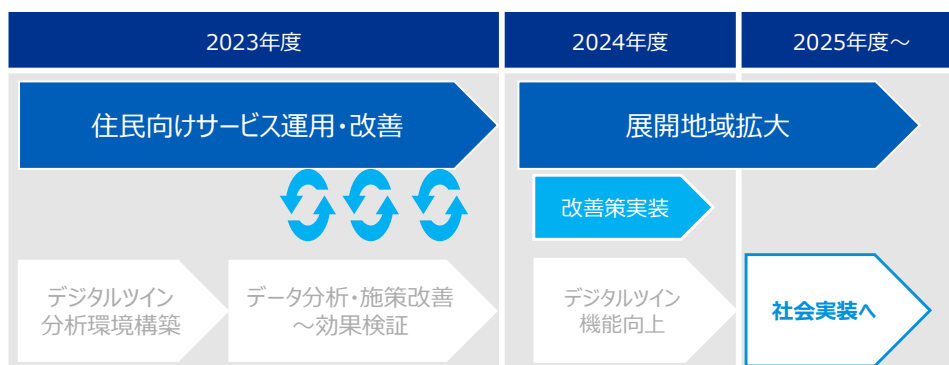 2023年度
2024年度
2025年度～
住民向けサービス運用・改善
展開地域拡大
改善策実装
デジタルツイン
分析環境構築
データ分析・施策改善
～効果検証
デジタルツイン
機能向上
社会実装へ